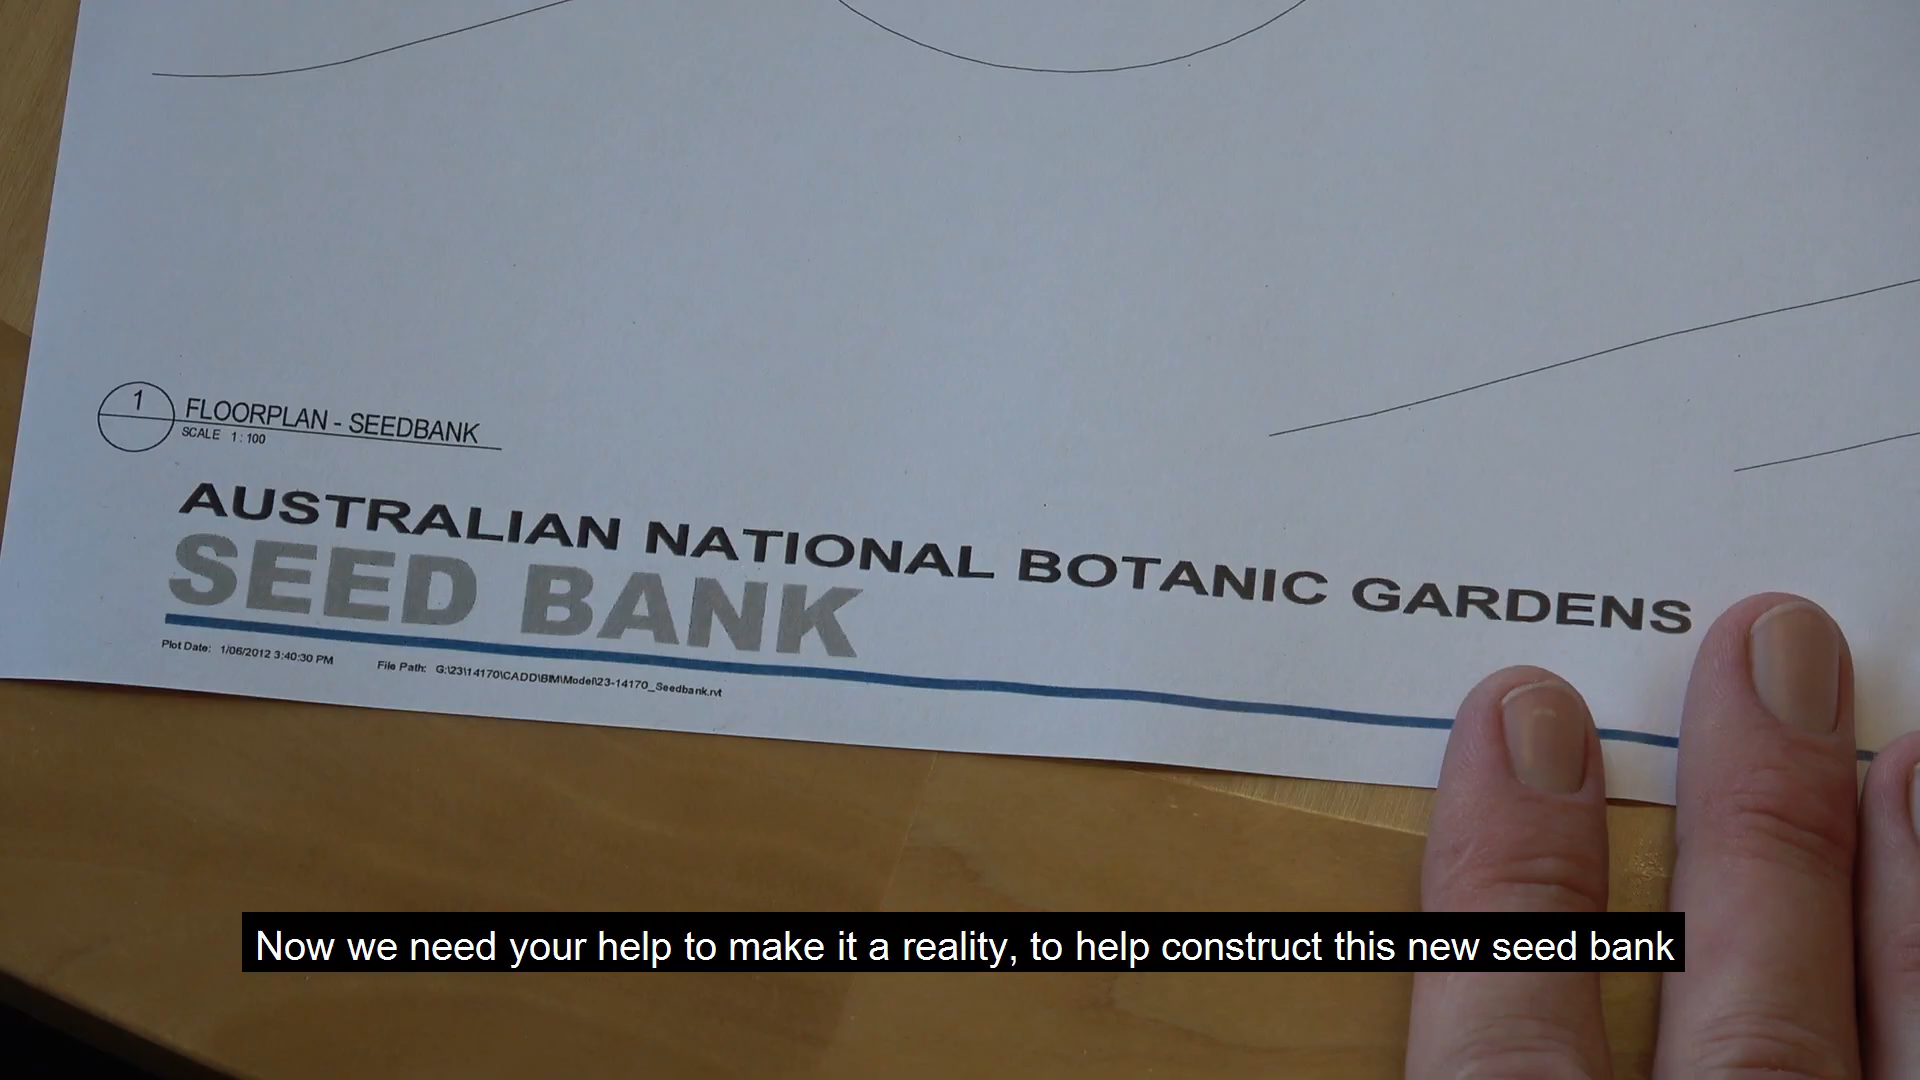 1
FLOORPLAN - SEEDBANK
SCALE 1 : 100
AUSTRALIAN NATIONAL BOTANIC GARDENS
SEED BANK
Plot Date: 1/06/2012 3:40:30 PM File Path: G:\23\14170\CADD\BIM\Model\23-14170_Seedbank.rvt
Now we need your help to make it a reality, to help construct this new seed bank